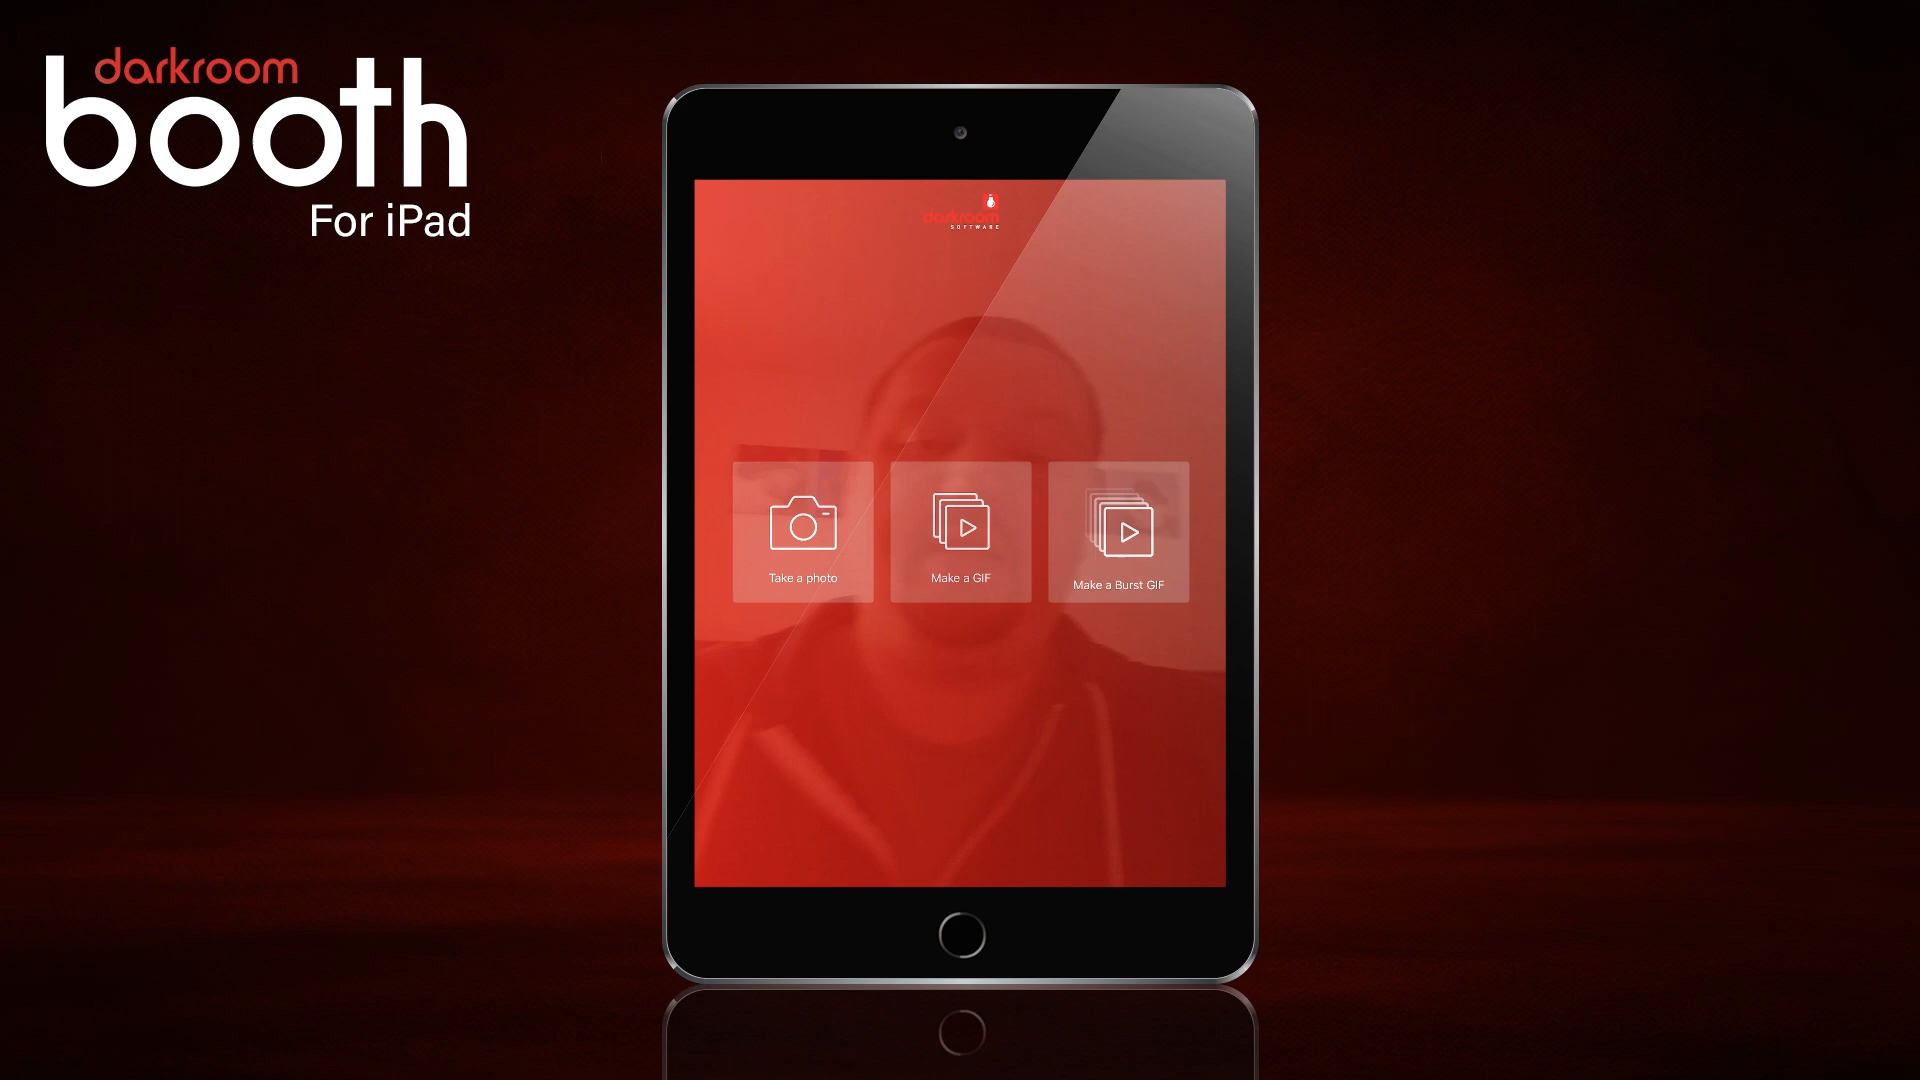 darkroom
booth
For iPad
darkroom
SOFTWARE
Take a photo
Make a GIF
Make a Burst GIF